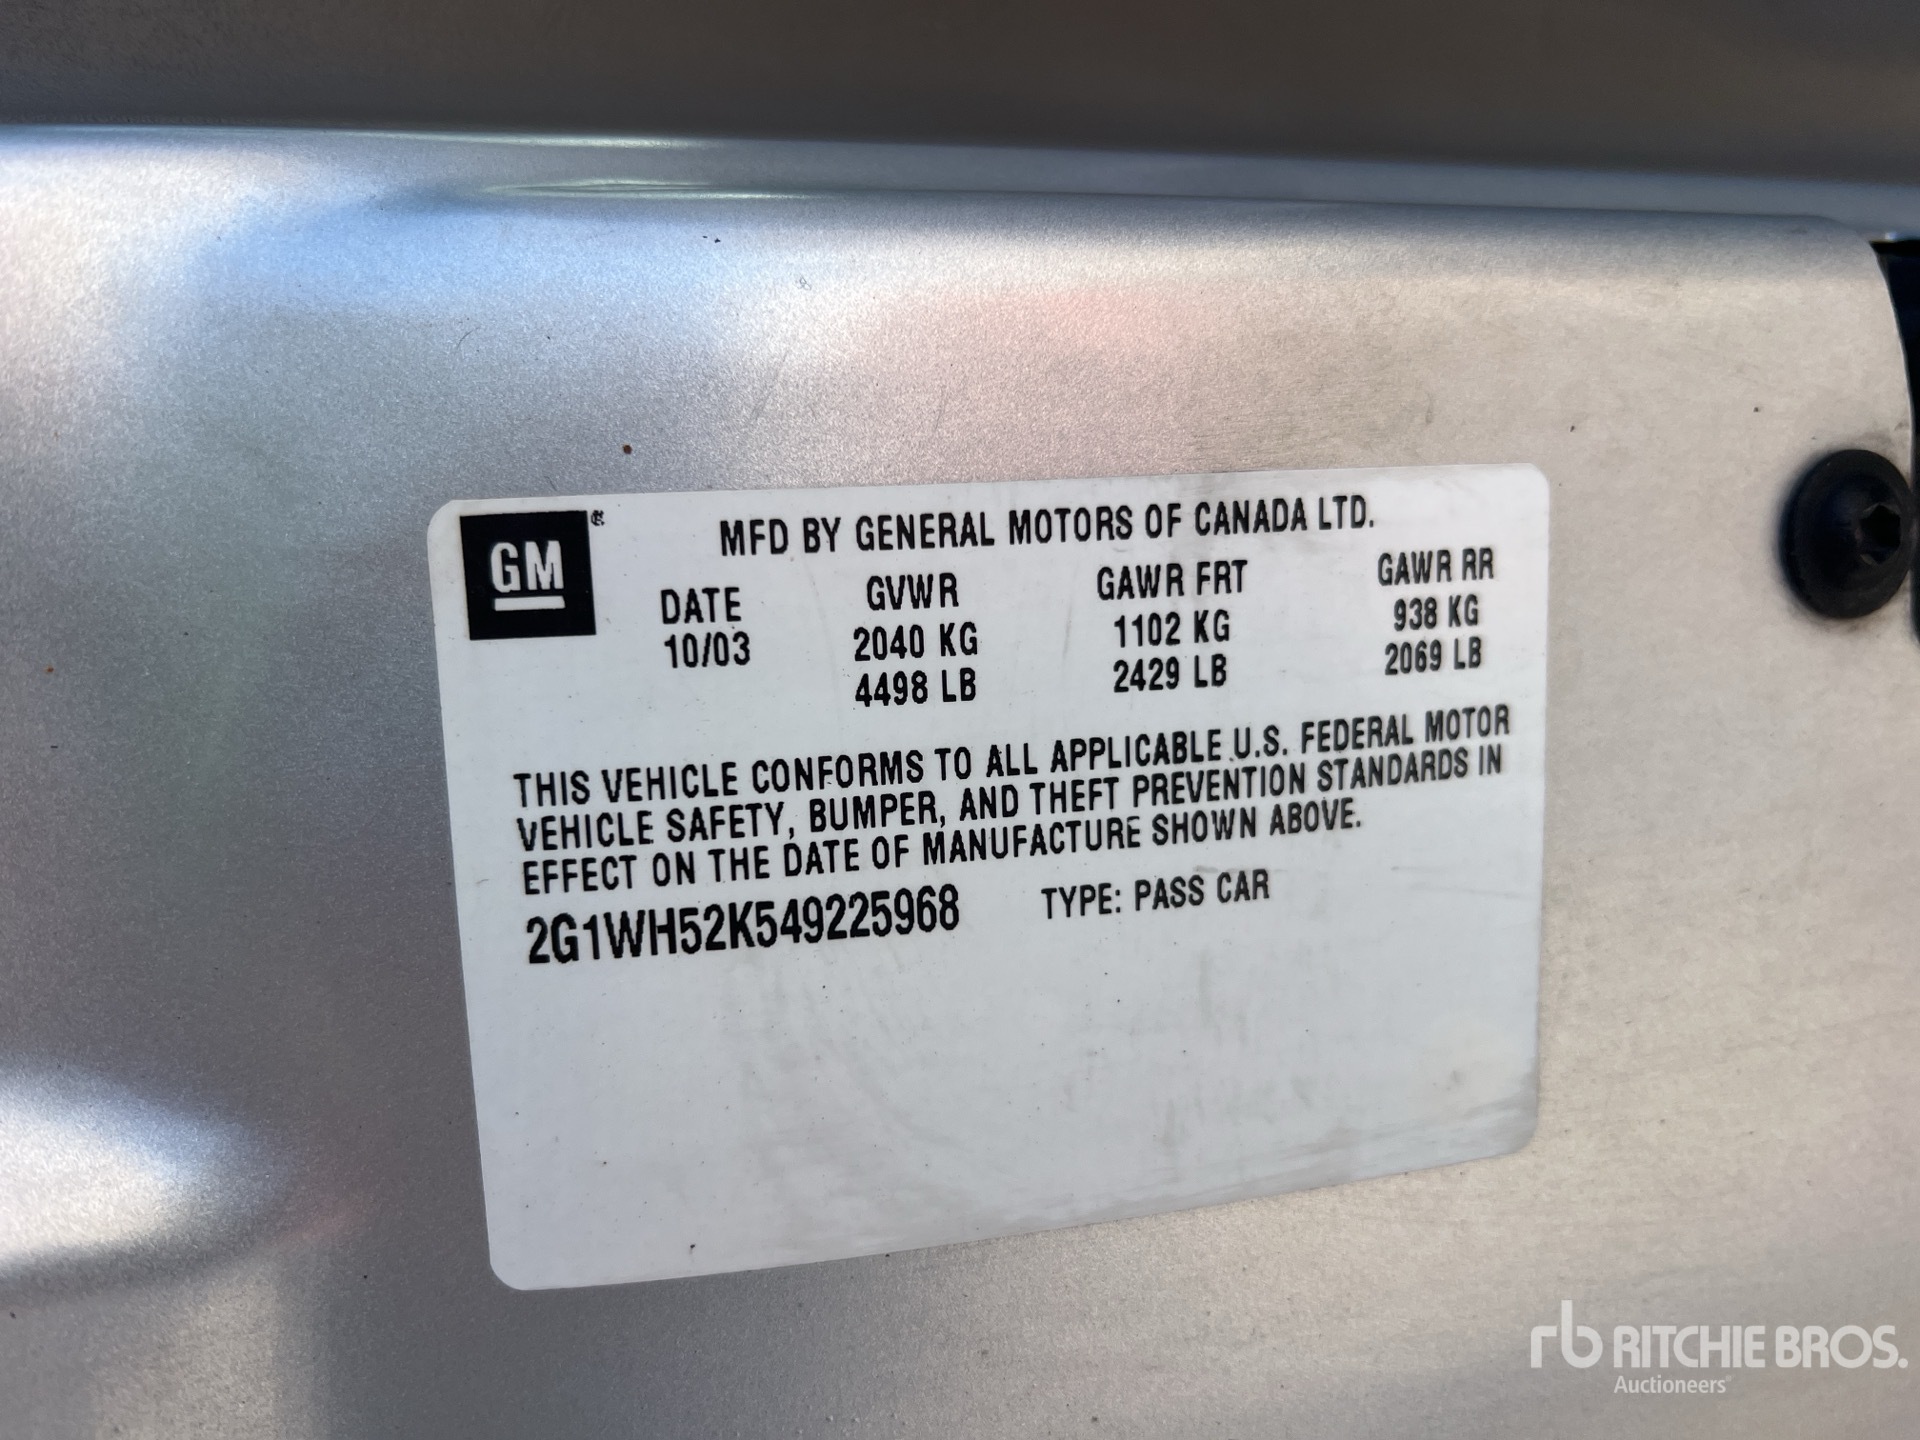 GM
MFD BY GENERAL MOTORS OF CANADA LTD.
DATE GVWR GAWR FRT GAWR RR
10/03 2040 KG 1102 KG 938 KG
4498 LB 2429 LB 2069 LB
THIS VEHICLE CONFORMS TO ALL APPLICABLE U.S. FEDERAL MOTOR
VEHICLE SAFETY, BUMPER, AND THEFT PREVENTION STANDARDS IN
EFFECT ON THE DATE OF MANUFACTURE SHOWN ABOVE.
2G1WH52K549225968 TYPE: PASS CAR
rb RITCHIE BROS.
Auctioneers